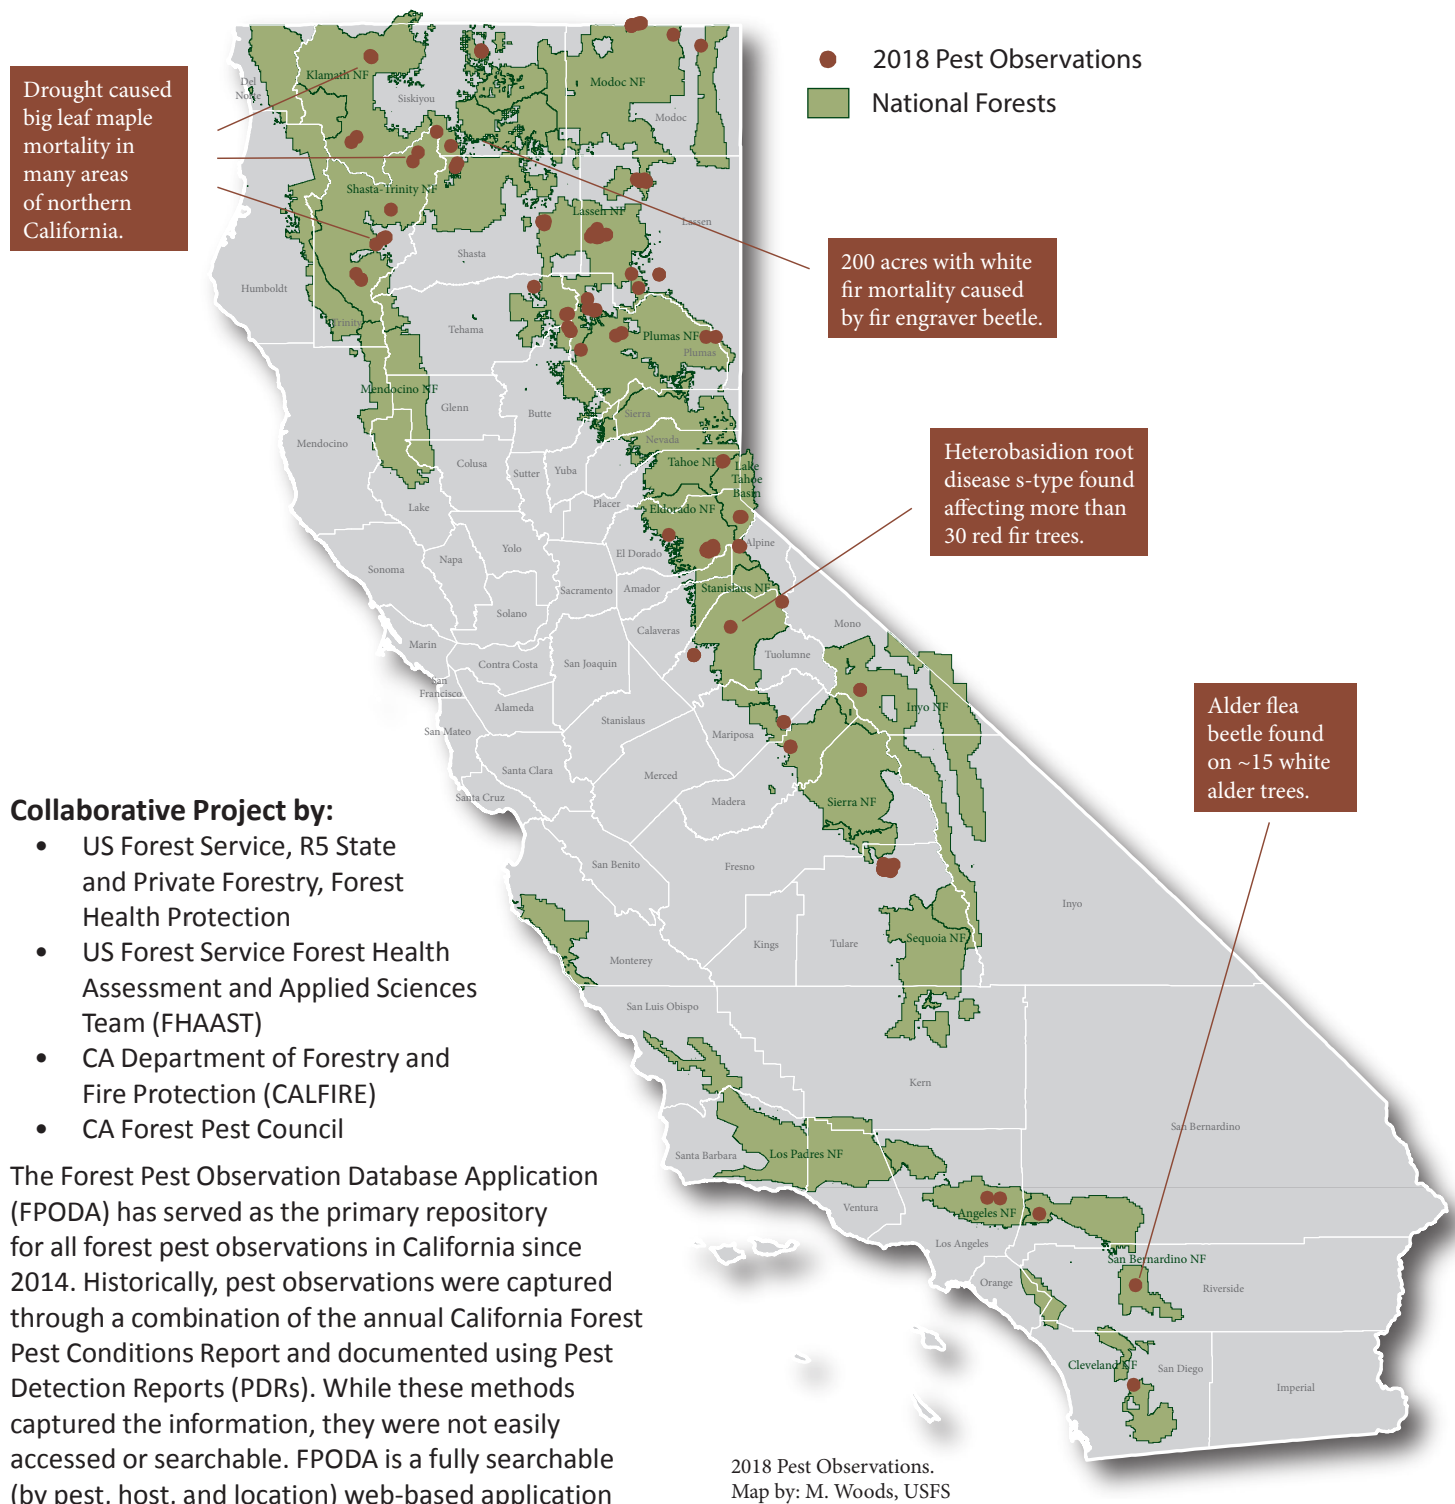 2018 Pest Observations
National Forests
Drought caused
big leaf maple
mortality in
many areas
of northern
California.
200 acres with white
fir mortality caused
by fir engraver beetle.
Heterobasidion root
disease s-type found
affecting more than
30 red fir trees.
Alder flea
beetle found
on ~15 white
alder trees.
Del
Norte
Klamath NF
Siskiyou
Modoc NF
Modoc
Shasta-Trinity NF
Lassen NF
Lassen
Shasta
Humboldt
Trinity
Tehama
Plumas NF
Plumas
Mendocino NF
Glenn
Butte
Sierra
Mendocino
Nevada
Colusa
Sutter
Yuba
Tahoe NF
Lake
Tahoe
Basin
Lake
Placer
Eldorado NF
Yolo
El Dorado
Alpine
Napa
Sonoma
Sacramento
Amador
Stanislaus NF
Solano
Calaveras
Mono
Marin
Contra Costa
San Joaquin
Tuolumne
San
Francisco
Alameda
Stanislaus
Inyo NF
San Mateo
Mariposa
Santa Clara
Merced
Santa Cruz
Madera
Sierra NF
San Benito
Fresno
Inyo
Kings
Tulare
Sequoia NF
Monterey
San Luis Obispo
Kern
San Bernardino
Santa Barbara
Los Padres NF
Ventura
Angeles NF
Los Angeles
San Bernardino NF
Orange
Riverside
Cleveland NF
San Diego
Imperial
Collaborative Project by:
• US Forest Service, R5 State
and Private Forestry, Forest
Health Protection
• US Forest Service Forest Health
Assessment and Applied Sciences
Team (FHAAST)
• CA Department of Forestry and
Fire Protection (CALFIRE)
• CA Forest Pest Council
The Forest Pest Observation Database Application
(FPODA) has served as the primary repository
for all forest pest observations in California since
2014. Historically, pest observations were captured
through a combination of the annual California Forest
Pest Conditions Report and documented using Pest
Detection Reports (PDRs). While these methods
captured the information, they were not easily
accessed or searchable. FPODA is a fully searchable
(by pest, host, and location) web-based application
2018 Pest Observations.
Map by: M. Woods, USFS